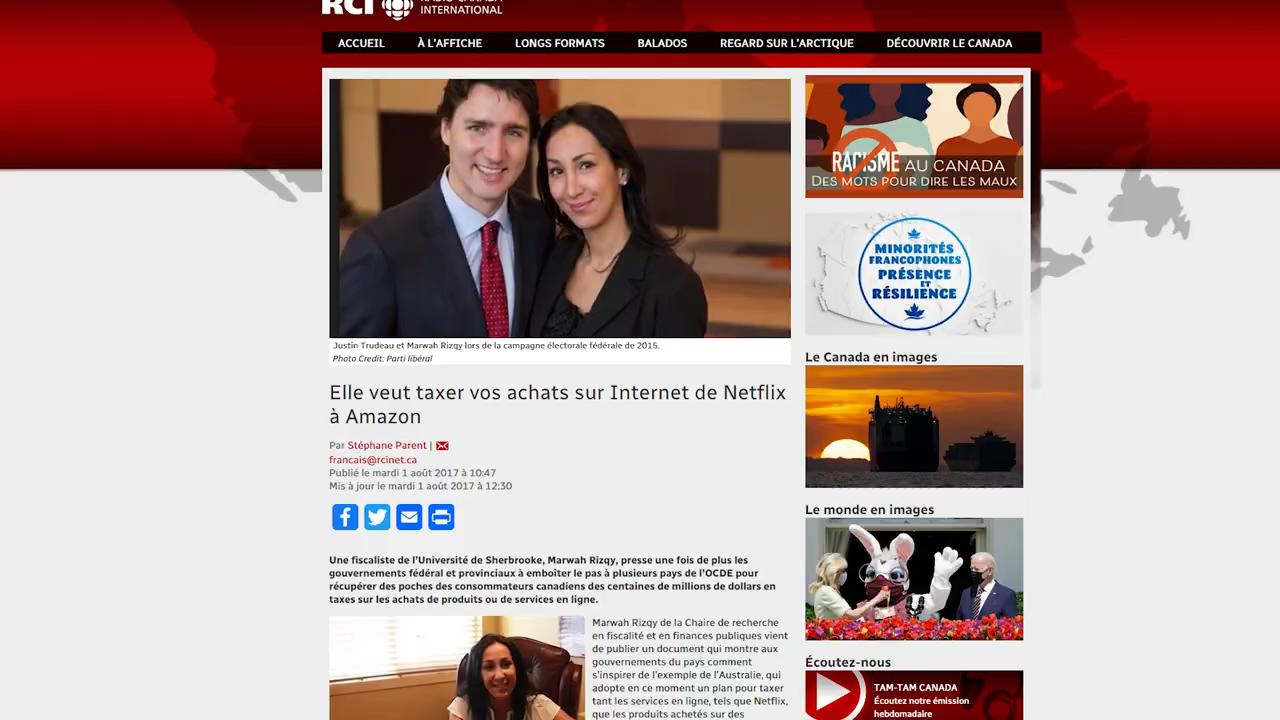 RCI
RADIO CANADA
INTERNATIONAL
ACCUEIL
À L'AFFICHE
LONGS FORMATS
BALADOS
REGARD SUR L'ARCTIQUE
DÉCOUVRIR LE CANADA
Justin Trudeau et Marwah Rizqy lors de la campagne électorale fédérale de 2015.
Photo Credit: Parti libéral
Elle veut taxer vos achats sur Internet de Netflix
à Amazon
Par Stéphane Parent |
francais@rcinet.ca
Publié le mardi 1 août 2017 à 10:47
Mis à jour le mardi 1 août 2017 à 12:30
Une fiscaliste de l'Université de Sherbrooke, Marwah Rizqy, presse une fois de plus les
gouvernements fédéral et provinciaux à emboîter le pas à plusieurs pays de l'OCDE pour
récupérer des poches des consommateurs canadiens des centaines de millions de dollars en
taxes sur les achats de produits ou de services en ligne.
Marwah Rizqy de la Chaire de recherche
en fiscalité et en finances publiques vient
de publier un document qui montre aux
gouvernements du pays comment
s'inspirer de l'exemple de l'Australie, qui
adopte en ce moment un plan pour taxer
tant les services en ligne, tels que Netflix,
que les produits achetés sur des
RACISME AU CANADA
DES MOTS POUR DIRE LES MAUX
MINORITÉS
FRANCOPHONES
PRÉSENCE
ET
RÉSILIENCE
Le Canada en images
Le monde en images
Écoutez-nous
TAM-TAM CANADA
Écoutez notre émission
hebdomadaire